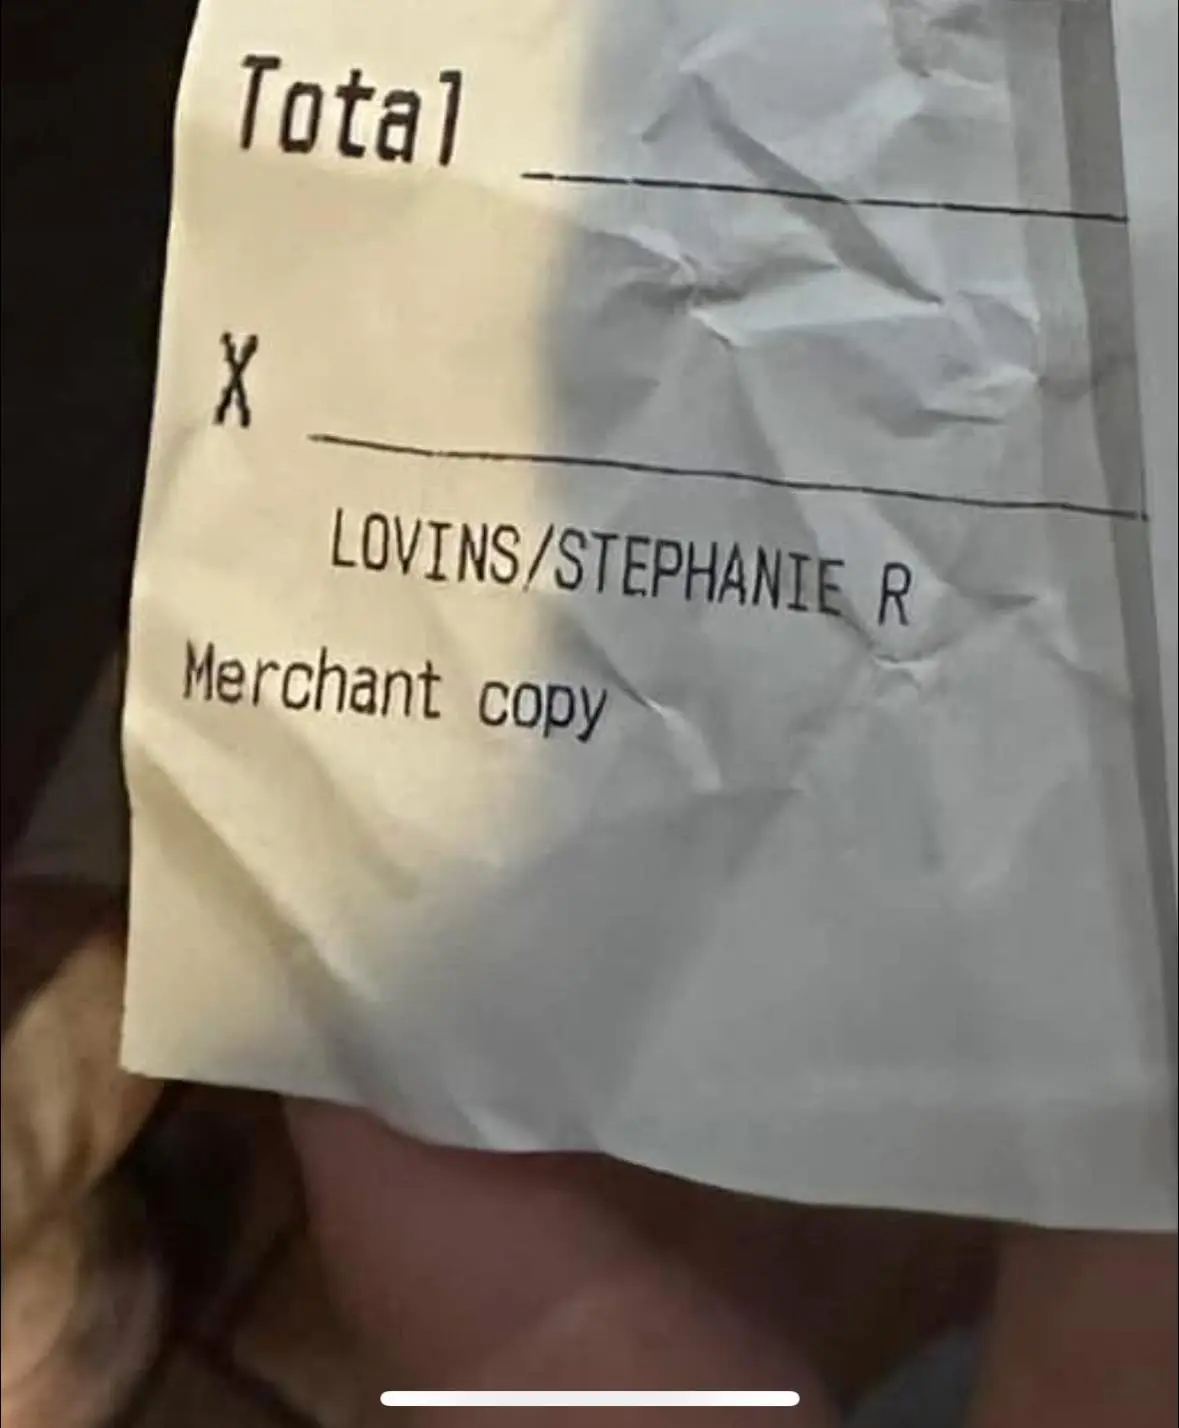 Total
X
LOVINS/STEPHANIE R
Merchant copy